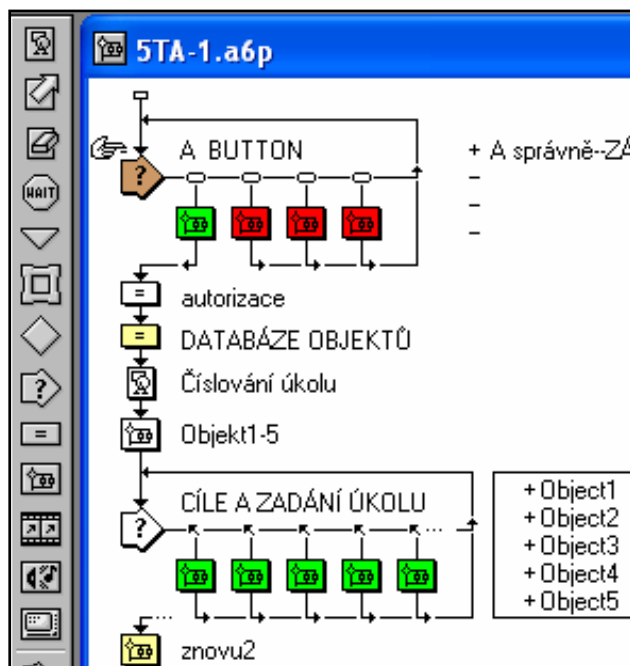 5TA-1.a6p
A BUTTON
+ A správně--ZÁ
-
-
-
WAIT
?
=
autorizace
=
DATABÁZE OBJEKTŮ
Číslování úkolu
?
=
Objekt1-5
CÍLE A ZADÁNÍ ÚKOLU
?
+Object1
+Object2
+Object3
+Object4
+Object5
znovu2